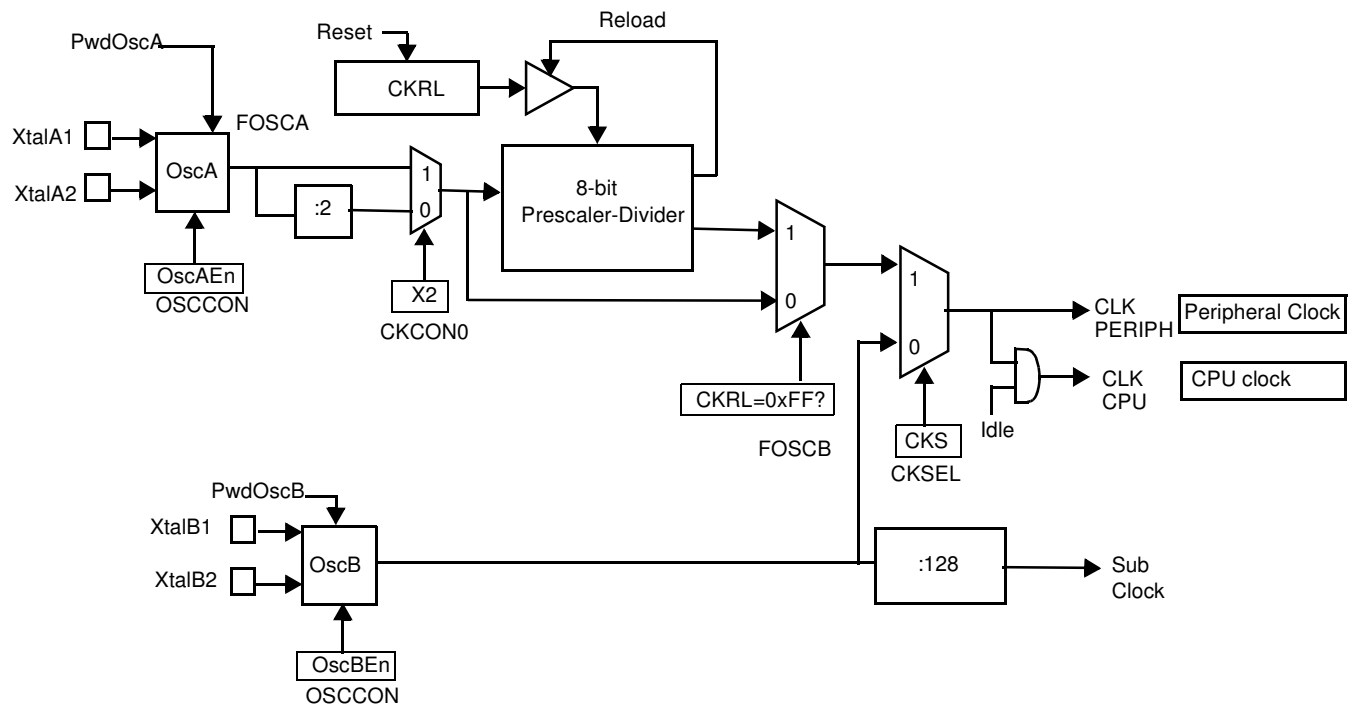 Reload
Reset
PwdOscA
CKRL
FOSCA
XtalA1
OscA
XtalA2
1
:2
0
8-bit
Prescaler-Divider
1
OscAEn
OSCCON
X2
CKCON0
0
1
0
CLK
PERIPH
Peripheral Clock
CLK
CPU
CPU clock
CKRL=0xFF?
Idle
FOSCB
CKS
CKSEL
PwdOscB
XtalB1
OscB
XtalB2
:128
Sub
Clock
OscBEn
OSCCON